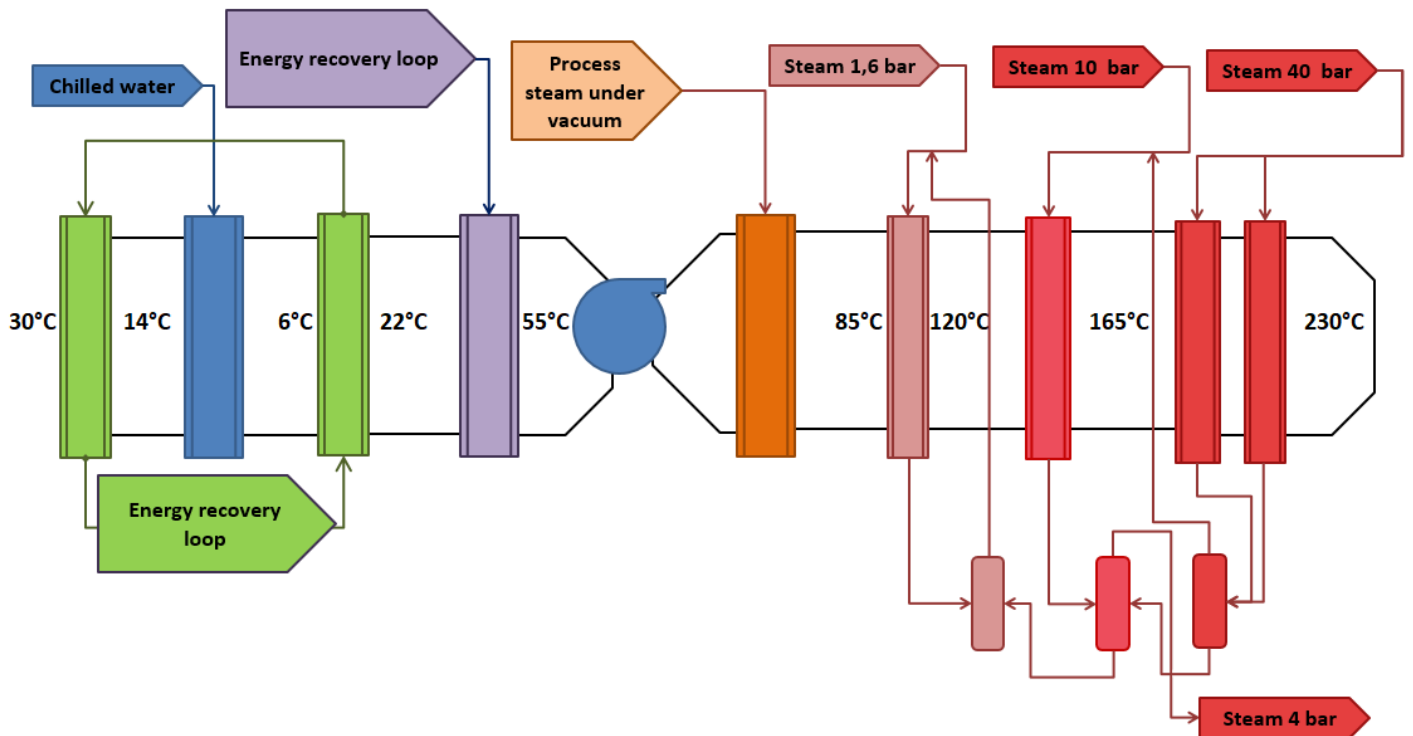 Energy recovery loop
Chilled water
Process
steam under
vacuum
Steam 1,6 bar
Steam 10 bar
Steam 40 bar
30°C
14°C
6°C
22°C
55°C
85°C
120°C
165°C
230°C
Energy recovery
loop
Steam 4 bar